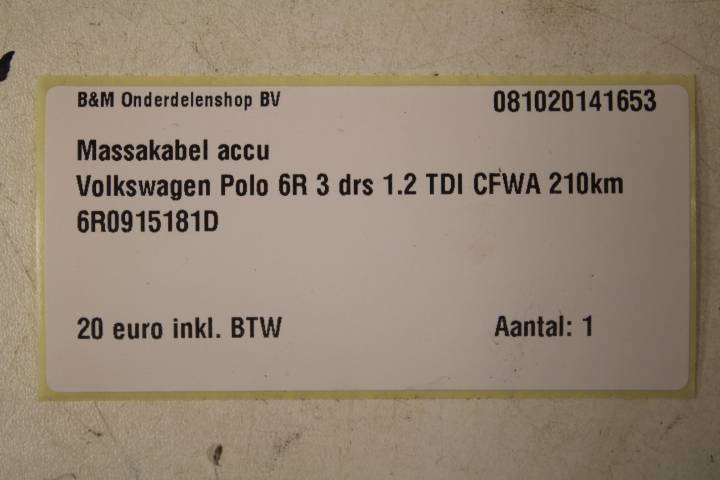 B&M Onderdelenshop BV 081020141653
Massakabel accu
Volkswagen Polo 6R 3 drs 1.2 TDI CFWA 210km
6R0915181D
20 euro inkl. BTW Aantal: 1